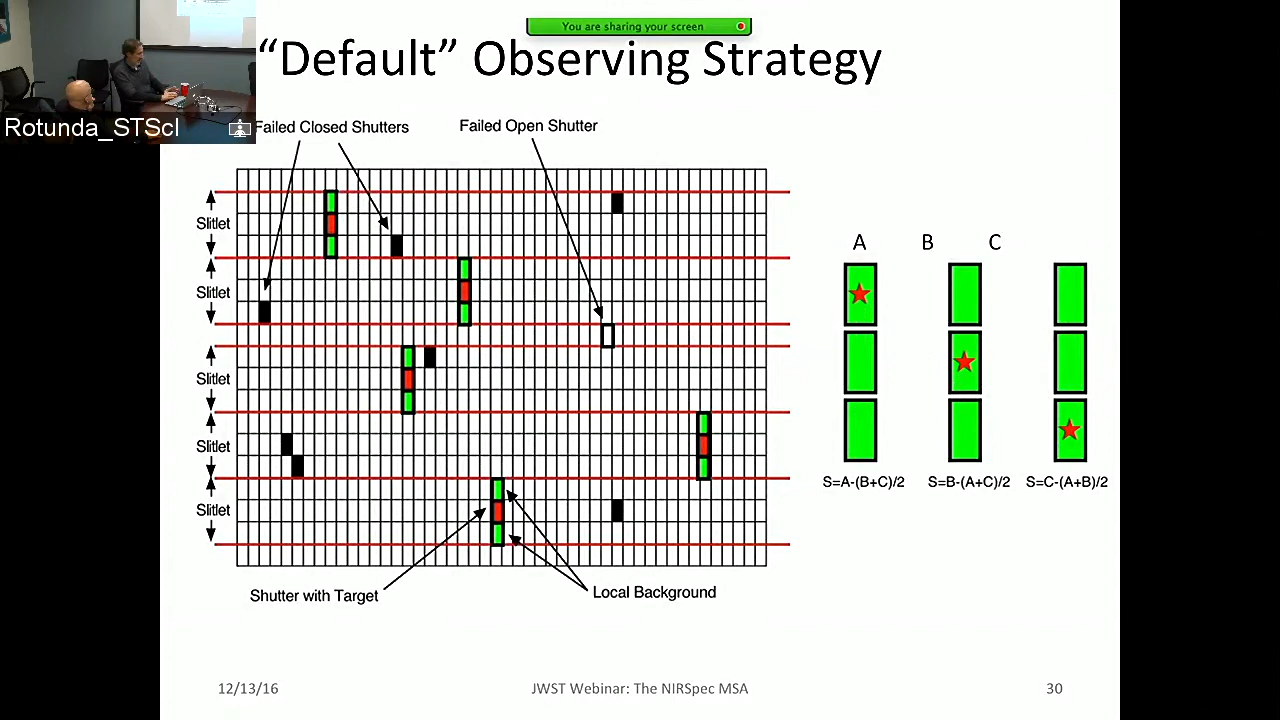 You are sharing your screen
“Default” Observing Strategy
Rotunda_STScI
Failed Closed Shutters
Failed Open Shutter
Slitlet
Slitlet
Slitlet
Slitlet
Slitlet
A B C
S=A-(B+C)/2 S=B-(A+C)/2 S=C-(A+B)/2
Shutter with Target
Local Background
12/13/16
JWST Webinar: The NIRSpec MSA
30